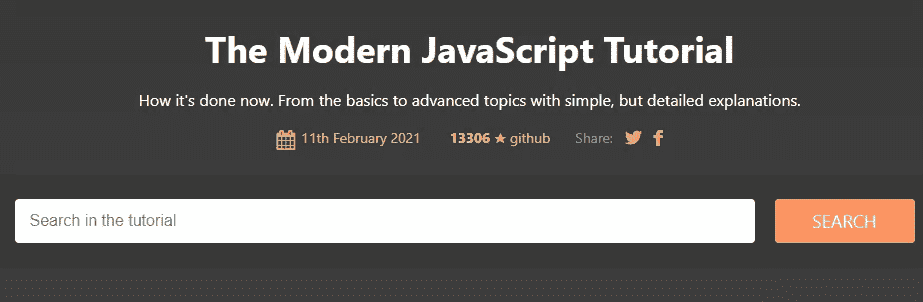 The Modern JavaScript Tutorial
How it's done now. From the basics to advanced topics with simple, but detailed explanations.
11th February 2021 13306 ★ github Share:
Search in the tutorial SEARCH